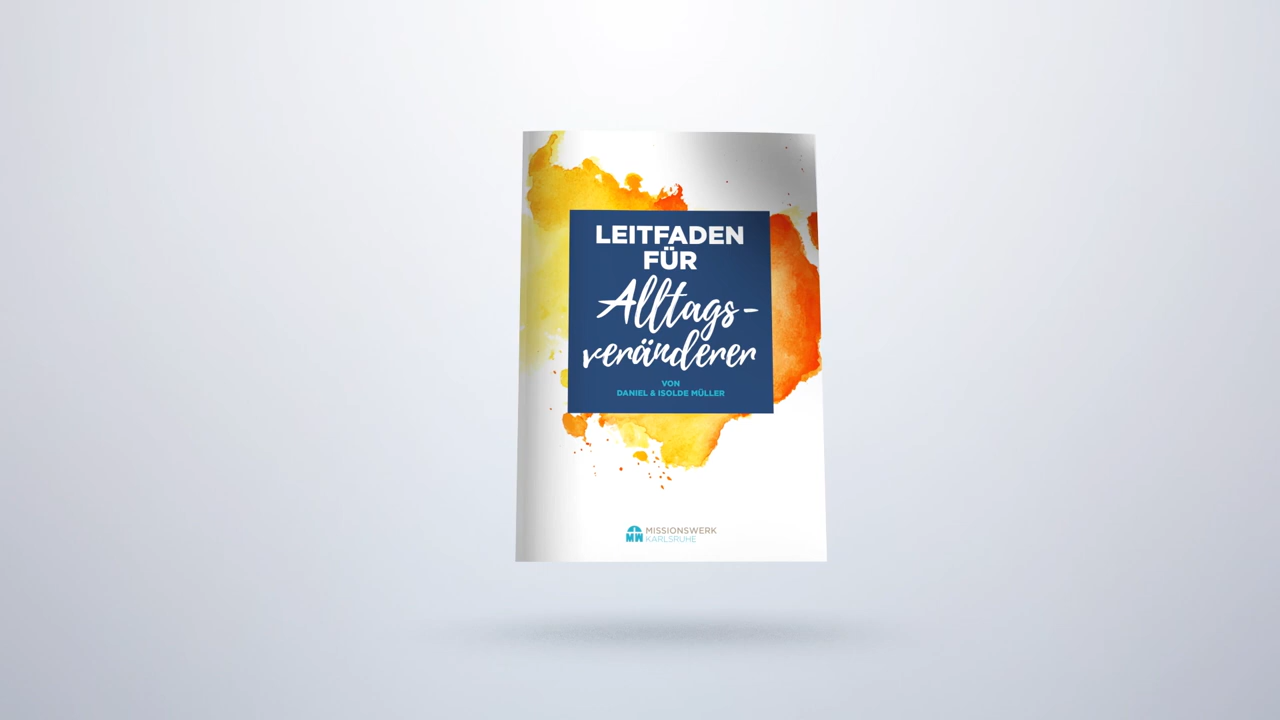 LEITFADEN
FÜR
Alltags-
veränderer
VON
DANIEL & ISOLDE MÜLLER
MW
MISSIONSWERK
KARLSRUHE